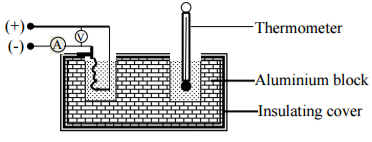 (+)
V
Thermometer
(-)
A
Aluminium block
Insulating cover